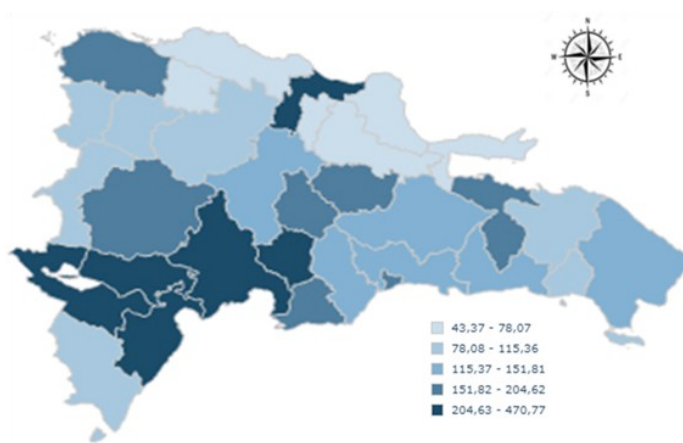 N
W E
S
43,37 - 78,07
78,08 - 115,36
115,37 - 151,81
151,82 - 204,62
204,63 - 470,77